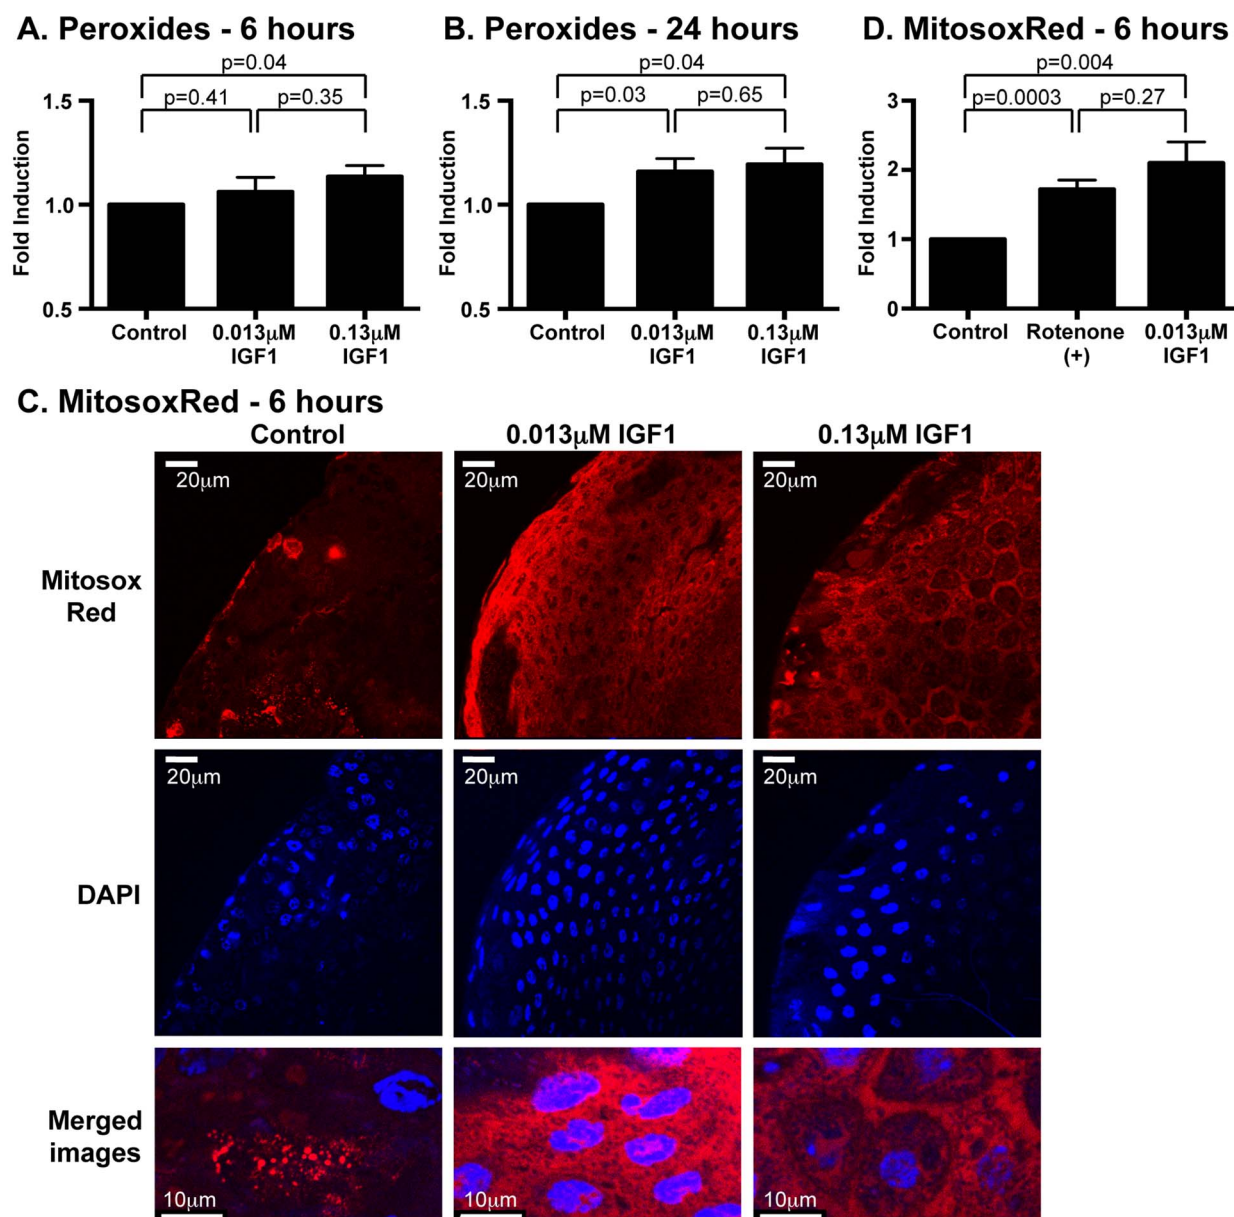 A. Peroxides - 6 hours
p=0.04
p=0.41
p=0.35
1.5
1.0
0.5
Fold Induction
Control
0.013μM
IGF1
0.13μM
IGF1
B. Peroxides - 24 hours
p=0.04
p=0.03
p=0.65
1.5
1.0
0.5
Fold Induction
Control
0.013μM
IGF1
0.13μM
IGF1
D. MitosoxRed - 6 hours
p=0.004
p=0.0003
p=0.27
3
2
1
0
Fold Induction
Control
Rotenone
(+)
0.013μM
IGF1
C. MitosoxRed - 6 hours
Control
0.013μM IGF1
0.13μM IGF1
Mitosox
Red
20μm
20μm
20μm
DAPI
20μm
20μm
20μm
Merged
images
10μm
10μm
10μm